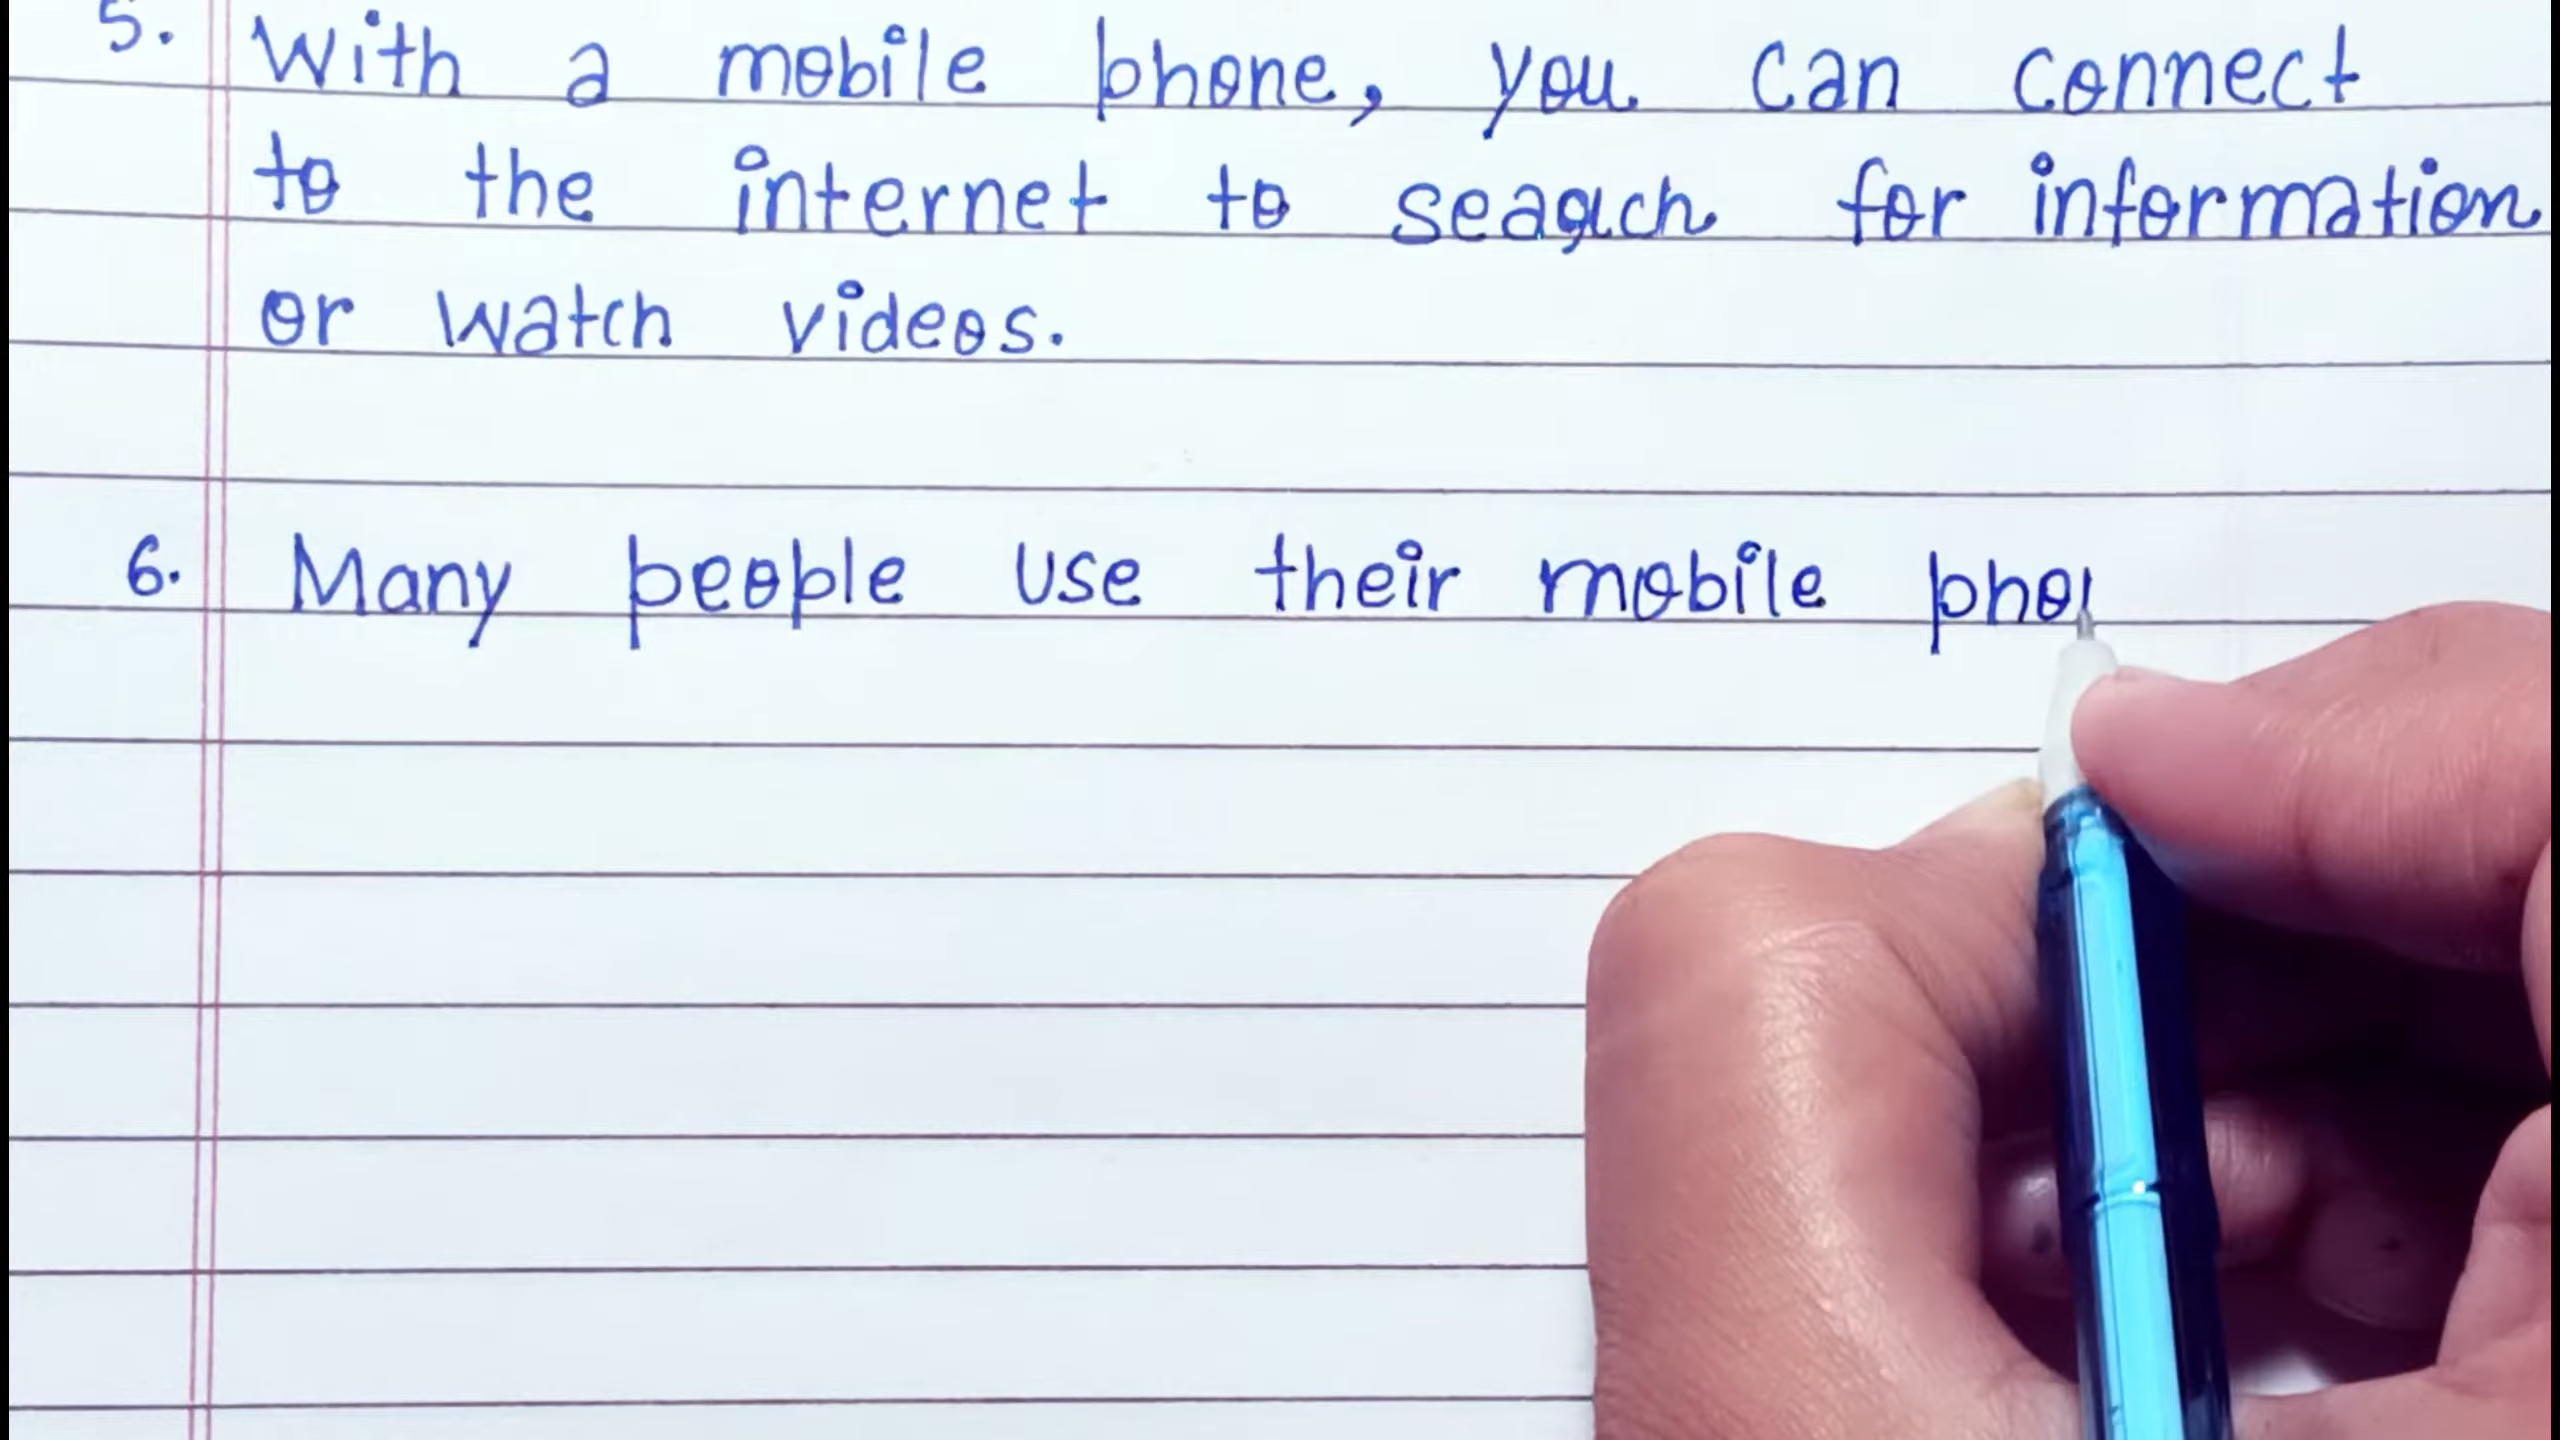 5. With a mobile phone, you can connect
to the internet to seaach for information
or watch videos.
6. Many people use their mobile pho